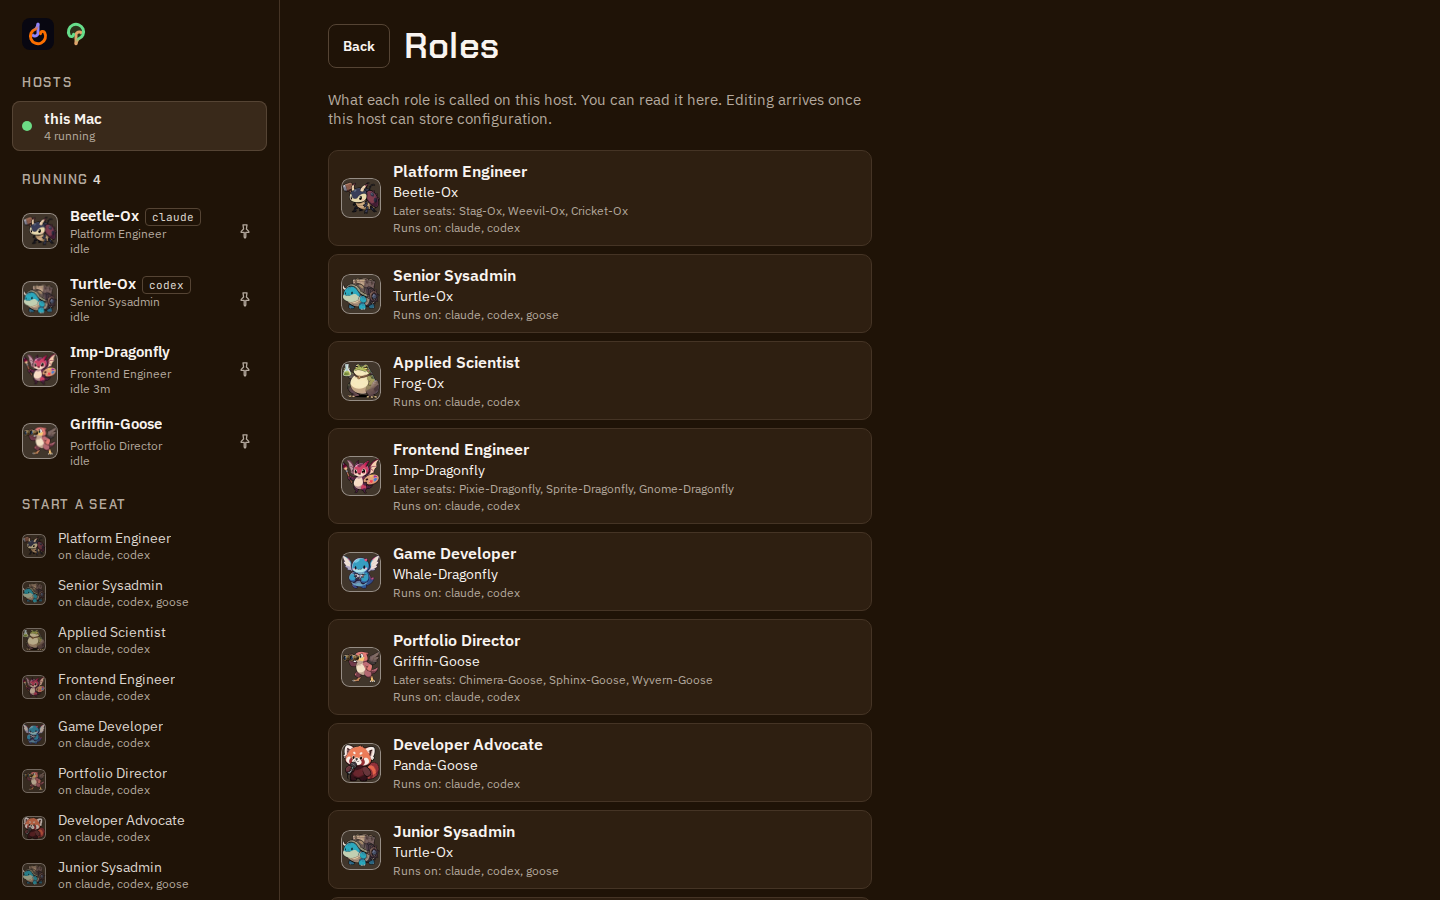 HOSTS
this Mac
4 running
RUNNING 4
Beetle-Ox claude
Platform Engineer
idle
Turtle-Ox codex
Senior Sysadmin
idle
Imp-Dragonfly
Frontend Engineer
idle 3m
Griffin-Goose
Portfolio Director
idle
START A SEAT
Platform Engineer
on claude, codex
Senior Sysadmin
on claude, codex, goose
Applied Scientist
on claude, codex
Frontend Engineer
on claude, codex
Game Developer
on claude, codex
Portfolio Director
on claude, codex
Developer Advocate
on claude, codex
Junior Sysadmin
on claude, codex, goose
Back
Roles
What each role is called on this host. You can read it here. Editing arrives once
this host can store configuration.
Platform Engineer
Beetle-Ox
Later seats: Stag-Ox, Weevil-Ox, Cricket-Ox
Runs on: claude, codex
Senior Sysadmin
Turtle-Ox
Runs on: claude, codex, goose
Applied Scientist
Frog-Ox
Runs on: claude, codex
Frontend Engineer
Imp-Dragonfly
Later seats: Pixie-Dragonfly, Sprite-Dragonfly, Gnome-Dragonfly
Runs on: claude, codex
Game Developer
Whale-Dragonfly
Runs on: claude, codex
Portfolio Director
Griffin-Goose
Later seats: Chimera-Goose, Sphinx-Goose, Wyvern-Goose
Runs on: claude, codex
Developer Advocate
Panda-Goose
Runs on: claude, codex
Junior Sysadmin
Turtle-Ox
Runs on: claude, codex, goose